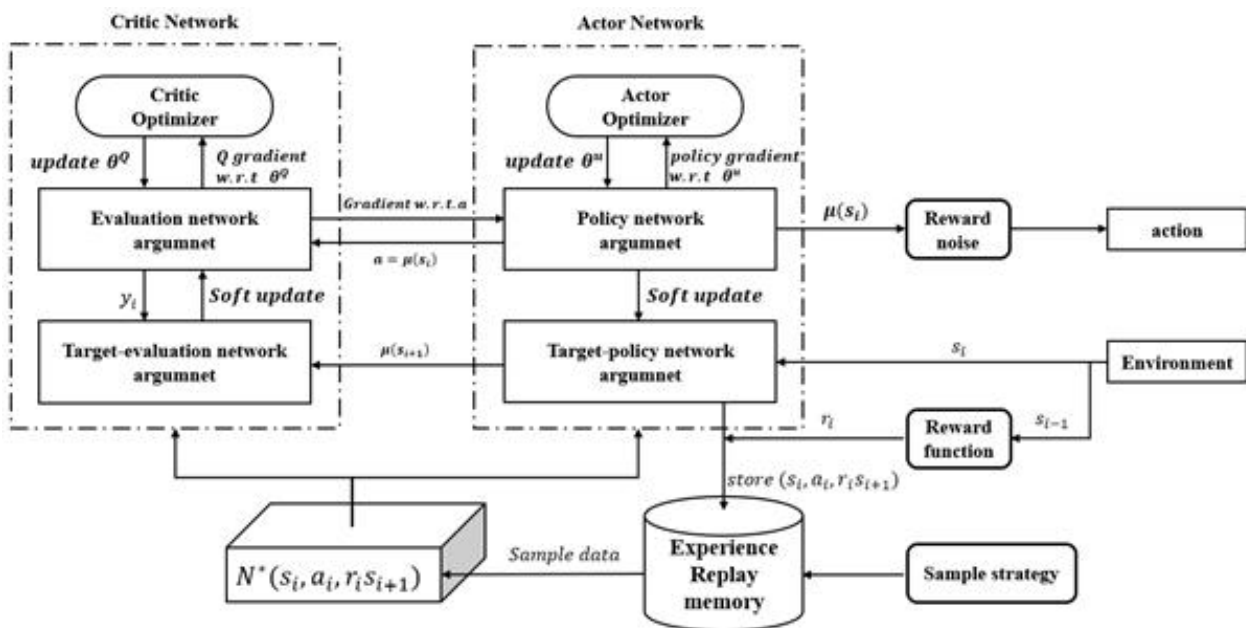 Critic Network
Actor Network
Critic
Optimizer
Actor
Optimizer
update θ^Q
Q gradient
w.r.t θ^Q
update θ^u
policy gradient
w.r.t θ^u
Evaluation network
argumnet
Gradient w.r.t.a
a = μ(s_i)
Policy network
argumnet
μ(s_i)
Reward
noise
action
y_i
Soft update
Soft update
Target-evaluation network
argumnet
μ(s_{i+1})
Target-policy network
argumnet
s_i
Environment
r_i
Reward
function
s_{i-1}
store (s_i, a_i, r_i s_{i+1})
N^*(s_i, a_i, r_i s_{i+1})
Sample data
Experience
Replay
memory
Sample strategy